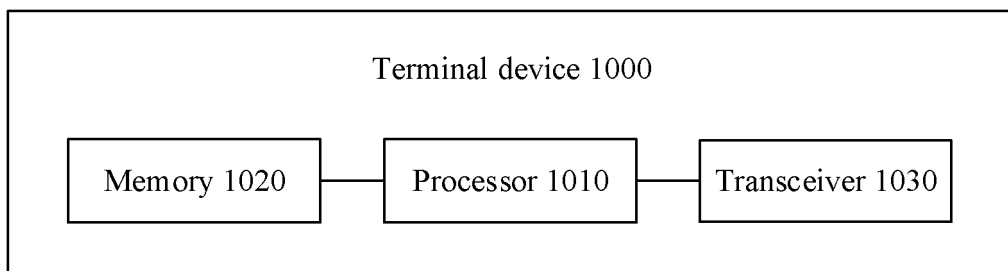 Terminal device 1000
Memory 1020
Processor 1010
Transceiver 1030